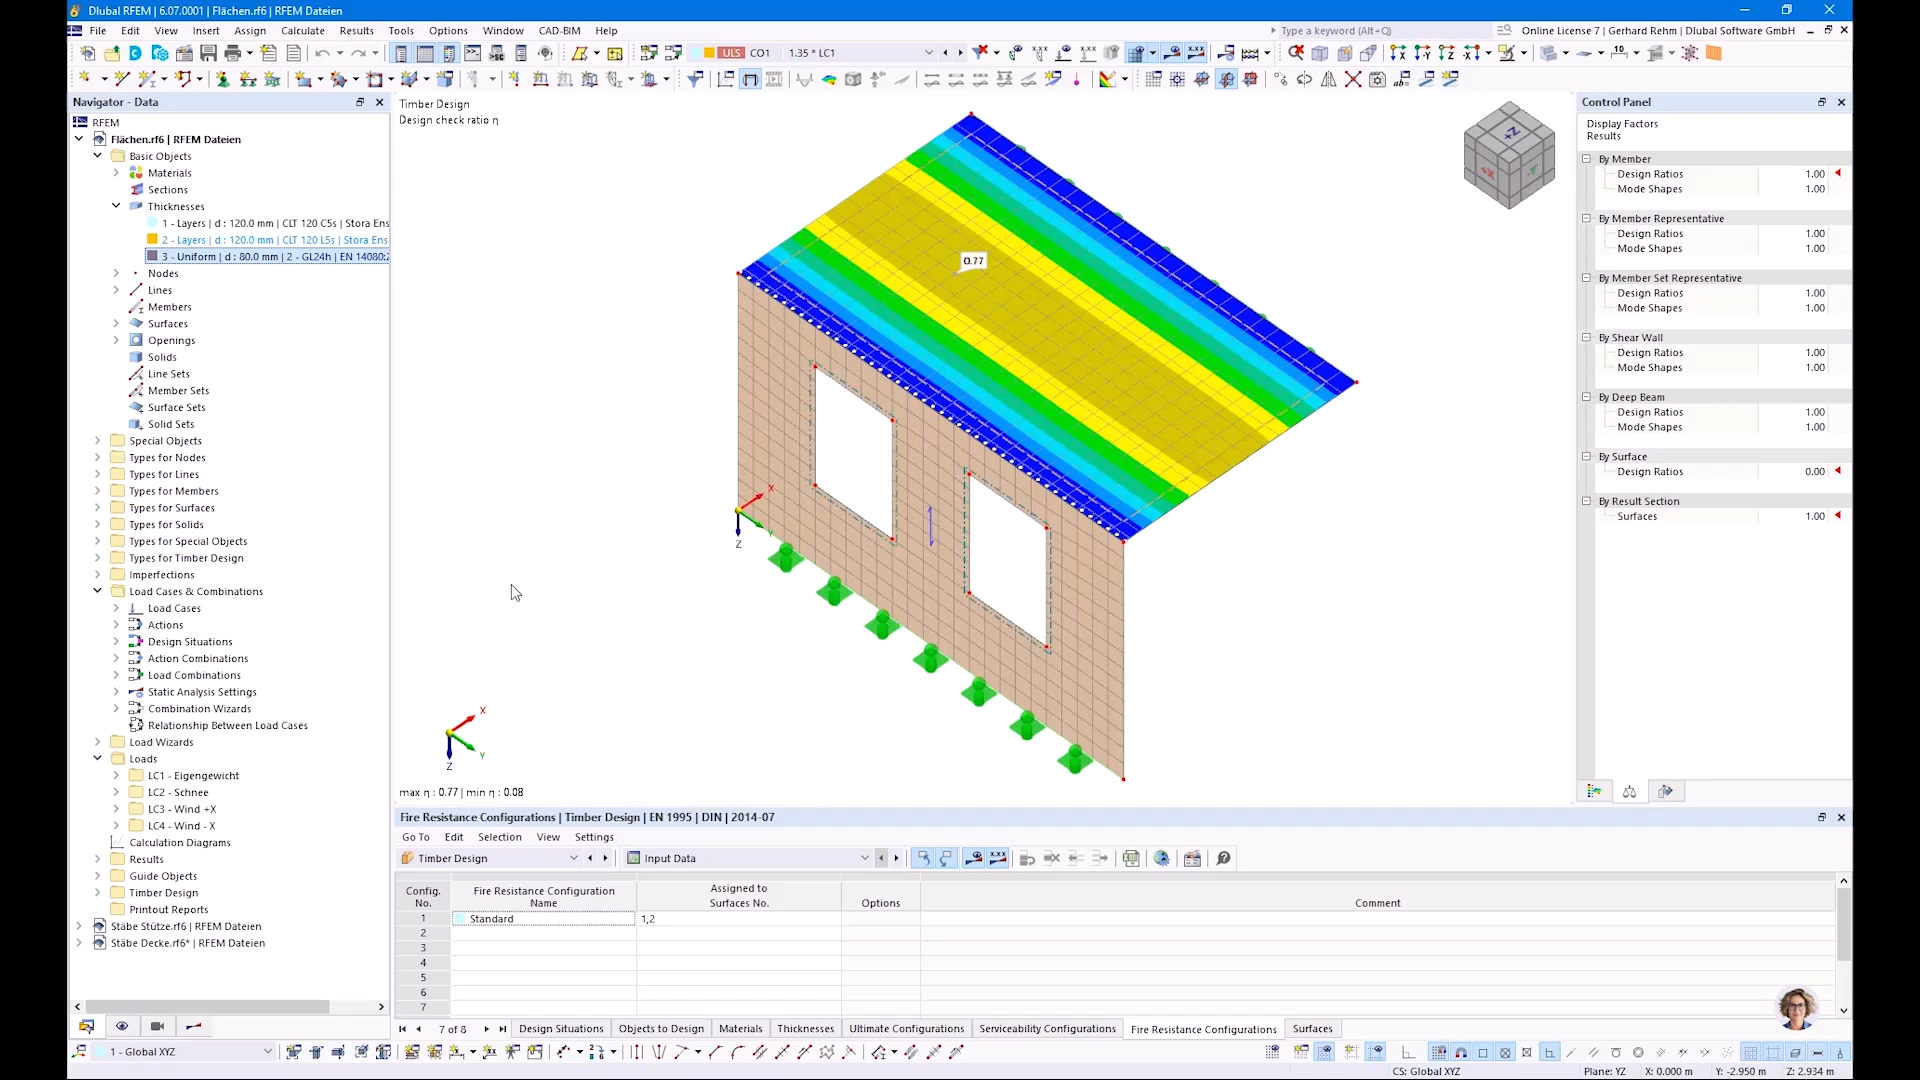 Dlubal RFEM | 6.07.0001 | Flächen.rf6 | RFEM Dateien
File Edit View Insert Assign Calculate Results Tools Options Window CAD-BIM Help
Type a keyword (Alt+Q)
Online License 7 | Gerhard Rehm | Dlubal Software GmbH
ULS CO1 1.35 * LC1
Navigator - Data
RFEM
Flächen.rf6 | RFEM Dateien
Basic Objects
Materials
Sections
Thicknesses
1 - Layers | d : 120.0 mm | CLT 120 C5s | Stora Ens
2 - Layers | d : 120.0 mm | CLT 120 L5s | Stora Ens
3 - Uniform | d : 80.0 mm | 2 - GL24h | EN 14080:2
Nodes
Lines
Members
Surfaces
Openings
Solids
Line Sets
Member Sets
Surface Sets
Solid Sets
Special Objects
Types for Nodes
Types for Lines
Types for Members
Types for Surfaces
Types for Solids
Types for Special Objects
Types for Timber Design
Imperfections
Load Cases & Combinations
Load Cases
Actions
Design Situations
Action Combinations
Load Combinations
Static Analysis Settings
Combination Wizards
Relationship Between Load Cases
Load Wizards
Loads
LC1 - Eigengewicht
LC2 - Schnee
LC3 - Wind +X
LC4 - Wind - X
Calculation Diagrams
Results
Guide Objects
Timber Design
Printout Reports
Stäbe Stütze.rf6 | RFEM Dateien
Stäbe Decke.rf6* | RFEM Dateien
Timber Design
Design check ratio η
0.77
X
Y
Z
X
Y
Z
+Z
+X
max η : 0.77 | min η : 0.08
Control Panel
Display Factors
Results
By Member
Design Ratios 1.00
Mode Shapes 1.00
By Member Representative
Design Ratios 1.00
Mode Shapes 1.00
By Member Set Representative
Design Ratios 1.00
Mode Shapes 1.00
By Shear Wall
Design Ratios 1.00
Mode Shapes 1.00
By Deep Beam
Design Ratios 1.00
Mode Shapes 1.00
By Surface
Design Ratios 0.00
By Result Section
Surfaces 1.00
Fire Resistance Configurations | Timber Design | EN 1995 | DIN | 2014-07
Go To Edit Selection View Settings
Timber Design Input Data
Config. No. Fire Resistance Configuration Name Assigned to Surfaces No. Options Comment
1 Standard 1,2
2
3
4
5
6
7
7 of 8 Design Situations Objects to Design Materials Thicknesses Ultimate Configurations Serviceability Configurations Fire Resistance Configurations Surfaces
1 - Global XYZ
CS: Global XYZ Plane: YZ X: 0.000 m Y: -2.950 m Z: 2.934 m